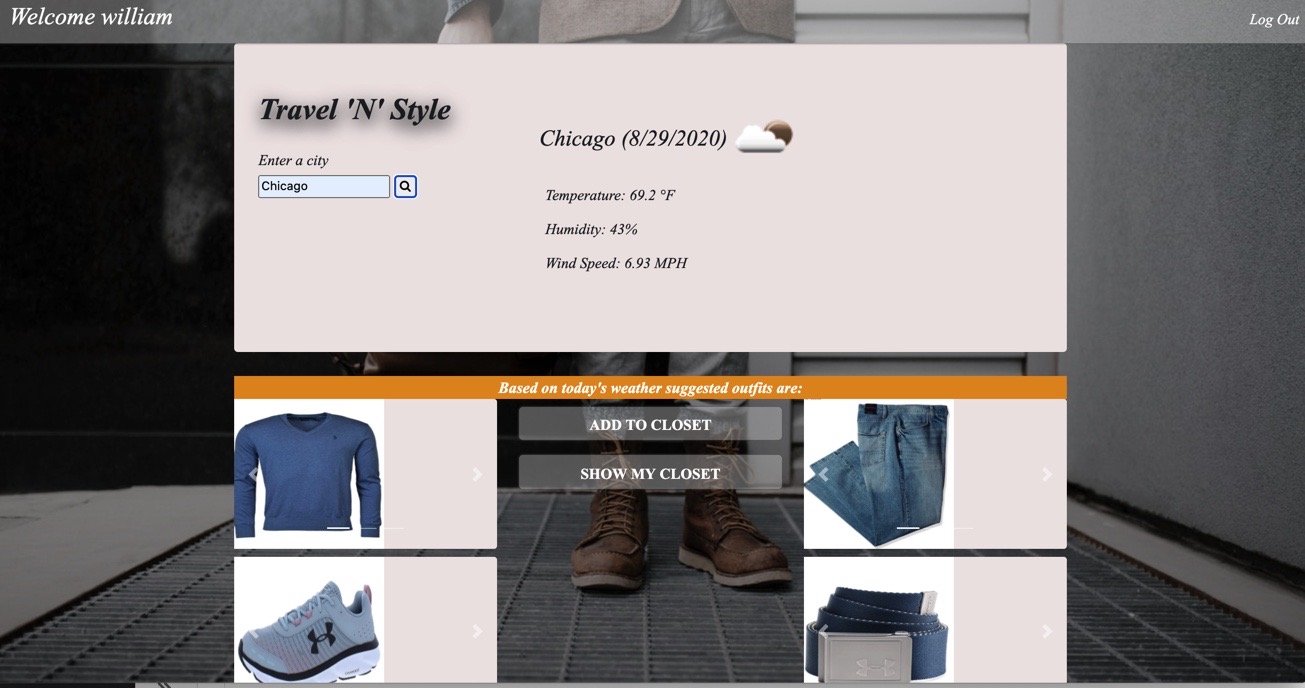 Welcome william
Log Out
Travel 'N' Style
Enter a city
Chicago
Chicago (8/29/2020)
Temperature: 69.2 °F
Humidity: 43%
Wind Speed: 6.93 MPH
Based on today's weather suggested outfits are:
ADD TO CLOSET
SHOW MY CLOSET